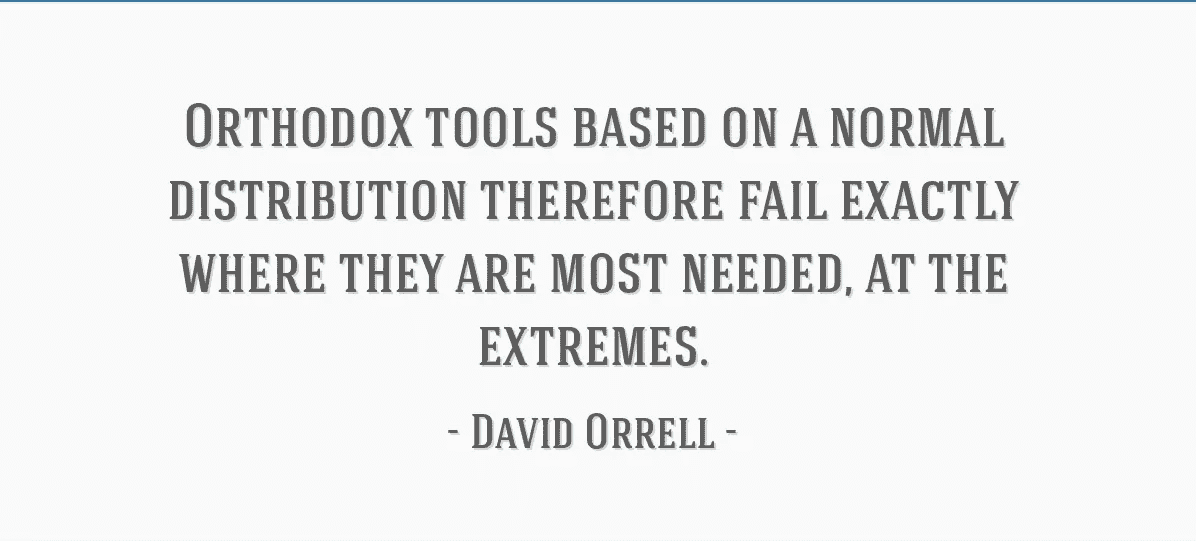 Orthodox tools based on a normal
distribution therefore fail exactly
where they are most needed, at the
extremes.
- David Orrell -